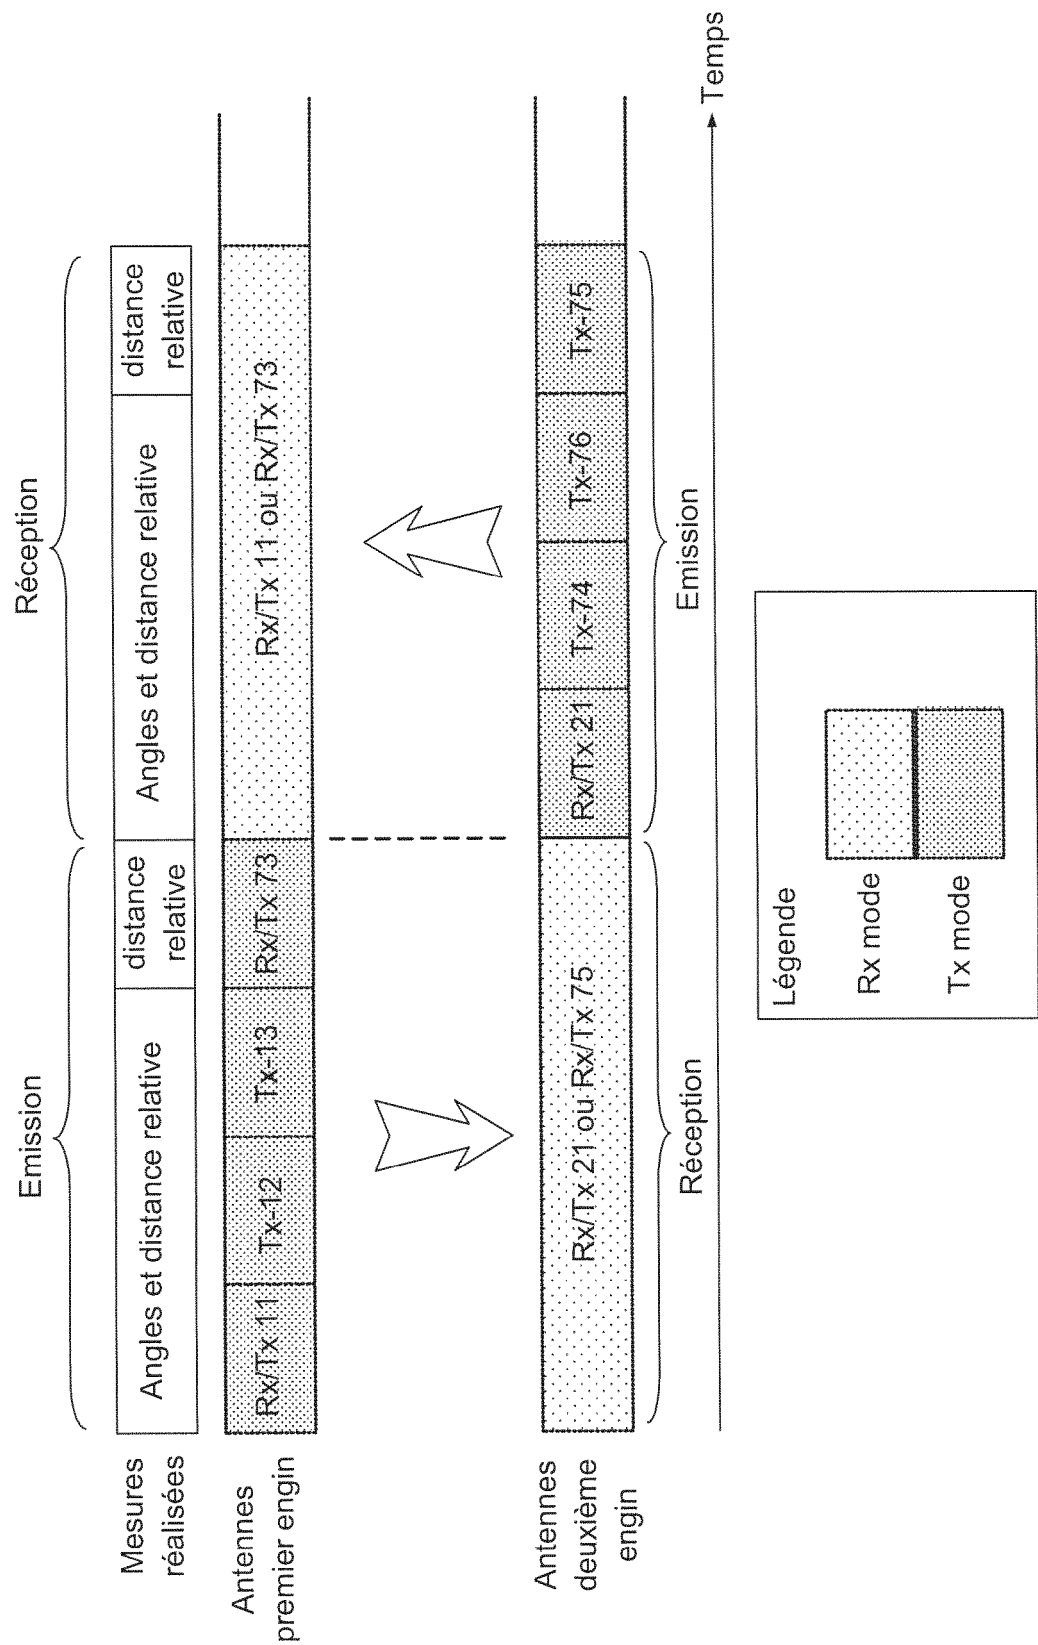 Emission
Réception
Mesures
réalisées
Angles et distance relative
distance
relative
Angles et distance relative
distance
relative
Antennes
premier engin
Rx/Tx 11
Tx-12
Tx-13
Rx/Tx 73
Rx/Tx 11 ou Rx/Tx 73
Antennes
deuxième
engin
Rx/Tx 21 ou Rx/Tx 75
Rx/Tx 21
Tx-74
Tx-76
Tx-75
Réception
Emission
Temps
Légende
Rx mode
Tx mode